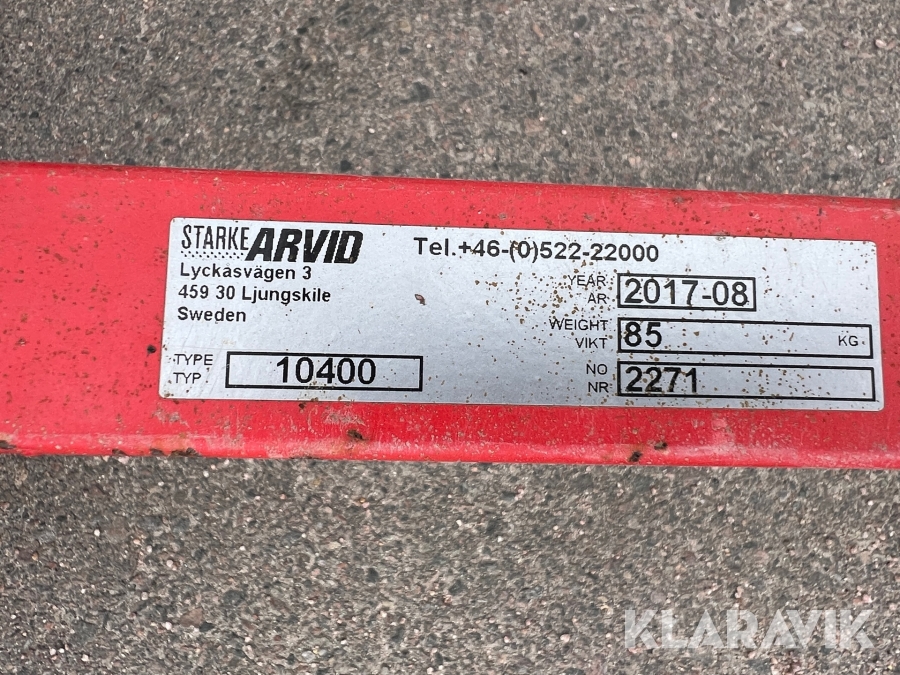 STARKE ARVID
Lyckåsvägen 3
459 30 Ljungskile
Sweden
TYPE
TYP
10400
Tel.+46-(0)522-22000
YEAR
ÅR
2017-08
WEIGHT
VIKT
85 KG
NO
NR
2271
KLARAVIK